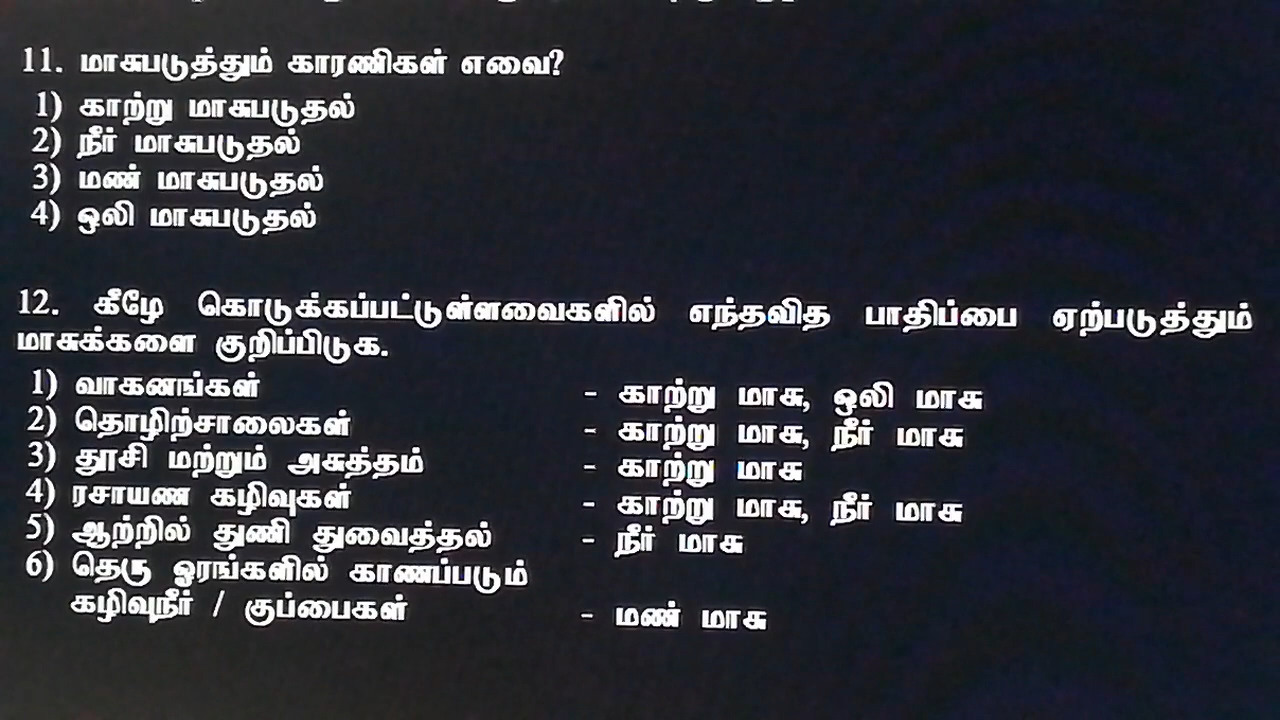 11. மாசுபடுத்தும் காரணிகள் எவை?
1) காற்று மாசுபடுதல்
2) நீர் மாசுபடுதல்
3) மண் மாசுபடுதல்
4) ஒலி மாசுபடுதல்
12. கீழே கொடுக்கப்பட்டுள்ளவைகளில் எந்தவித பாதிப்பை ஏற்படுத்தும்
மாசுக்களை குறிப்பிடுக.
1) வாகனங்கள் - காற்று மாசு, ஒலி மாசு
2) தொழிற்சாலைகள் - காற்று மாசு, நீர் மாசு
3) தூசி மற்றும் அசுத்தம் - காற்று மாசு
4) ரசாயண கழிவுகள் - காற்று மாசு, நீர் மாசு
5) ஆற்றில் துணி துவைத்தல் - நீர் மாசு
6) தெரு ஓரங்களில் காணப்படும்
கழிவுநீர் / குப்பைகள் - மண் மாசு